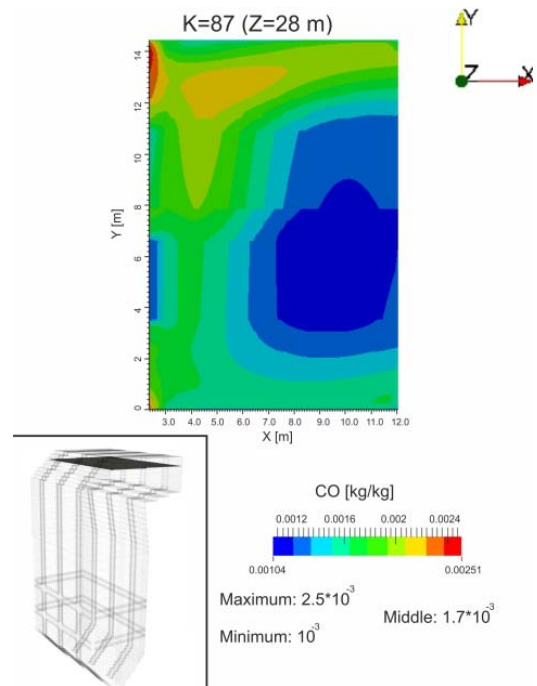 K=87 (Z=28 m)
Y
Z
X
14
12
10
8
6
4
2
0
Y [m]
3.0 4.0 5.0 6.0 7.0 8.0 9.0 10.0 11.0 12.0
X [m]
CO [kg/kg]
0.0012 0.0016 0.002 0.0024
0.00104 0.00251
Maximum: 2.5*10-3
Middle: 1.7*10-3
Minimum: 10-3